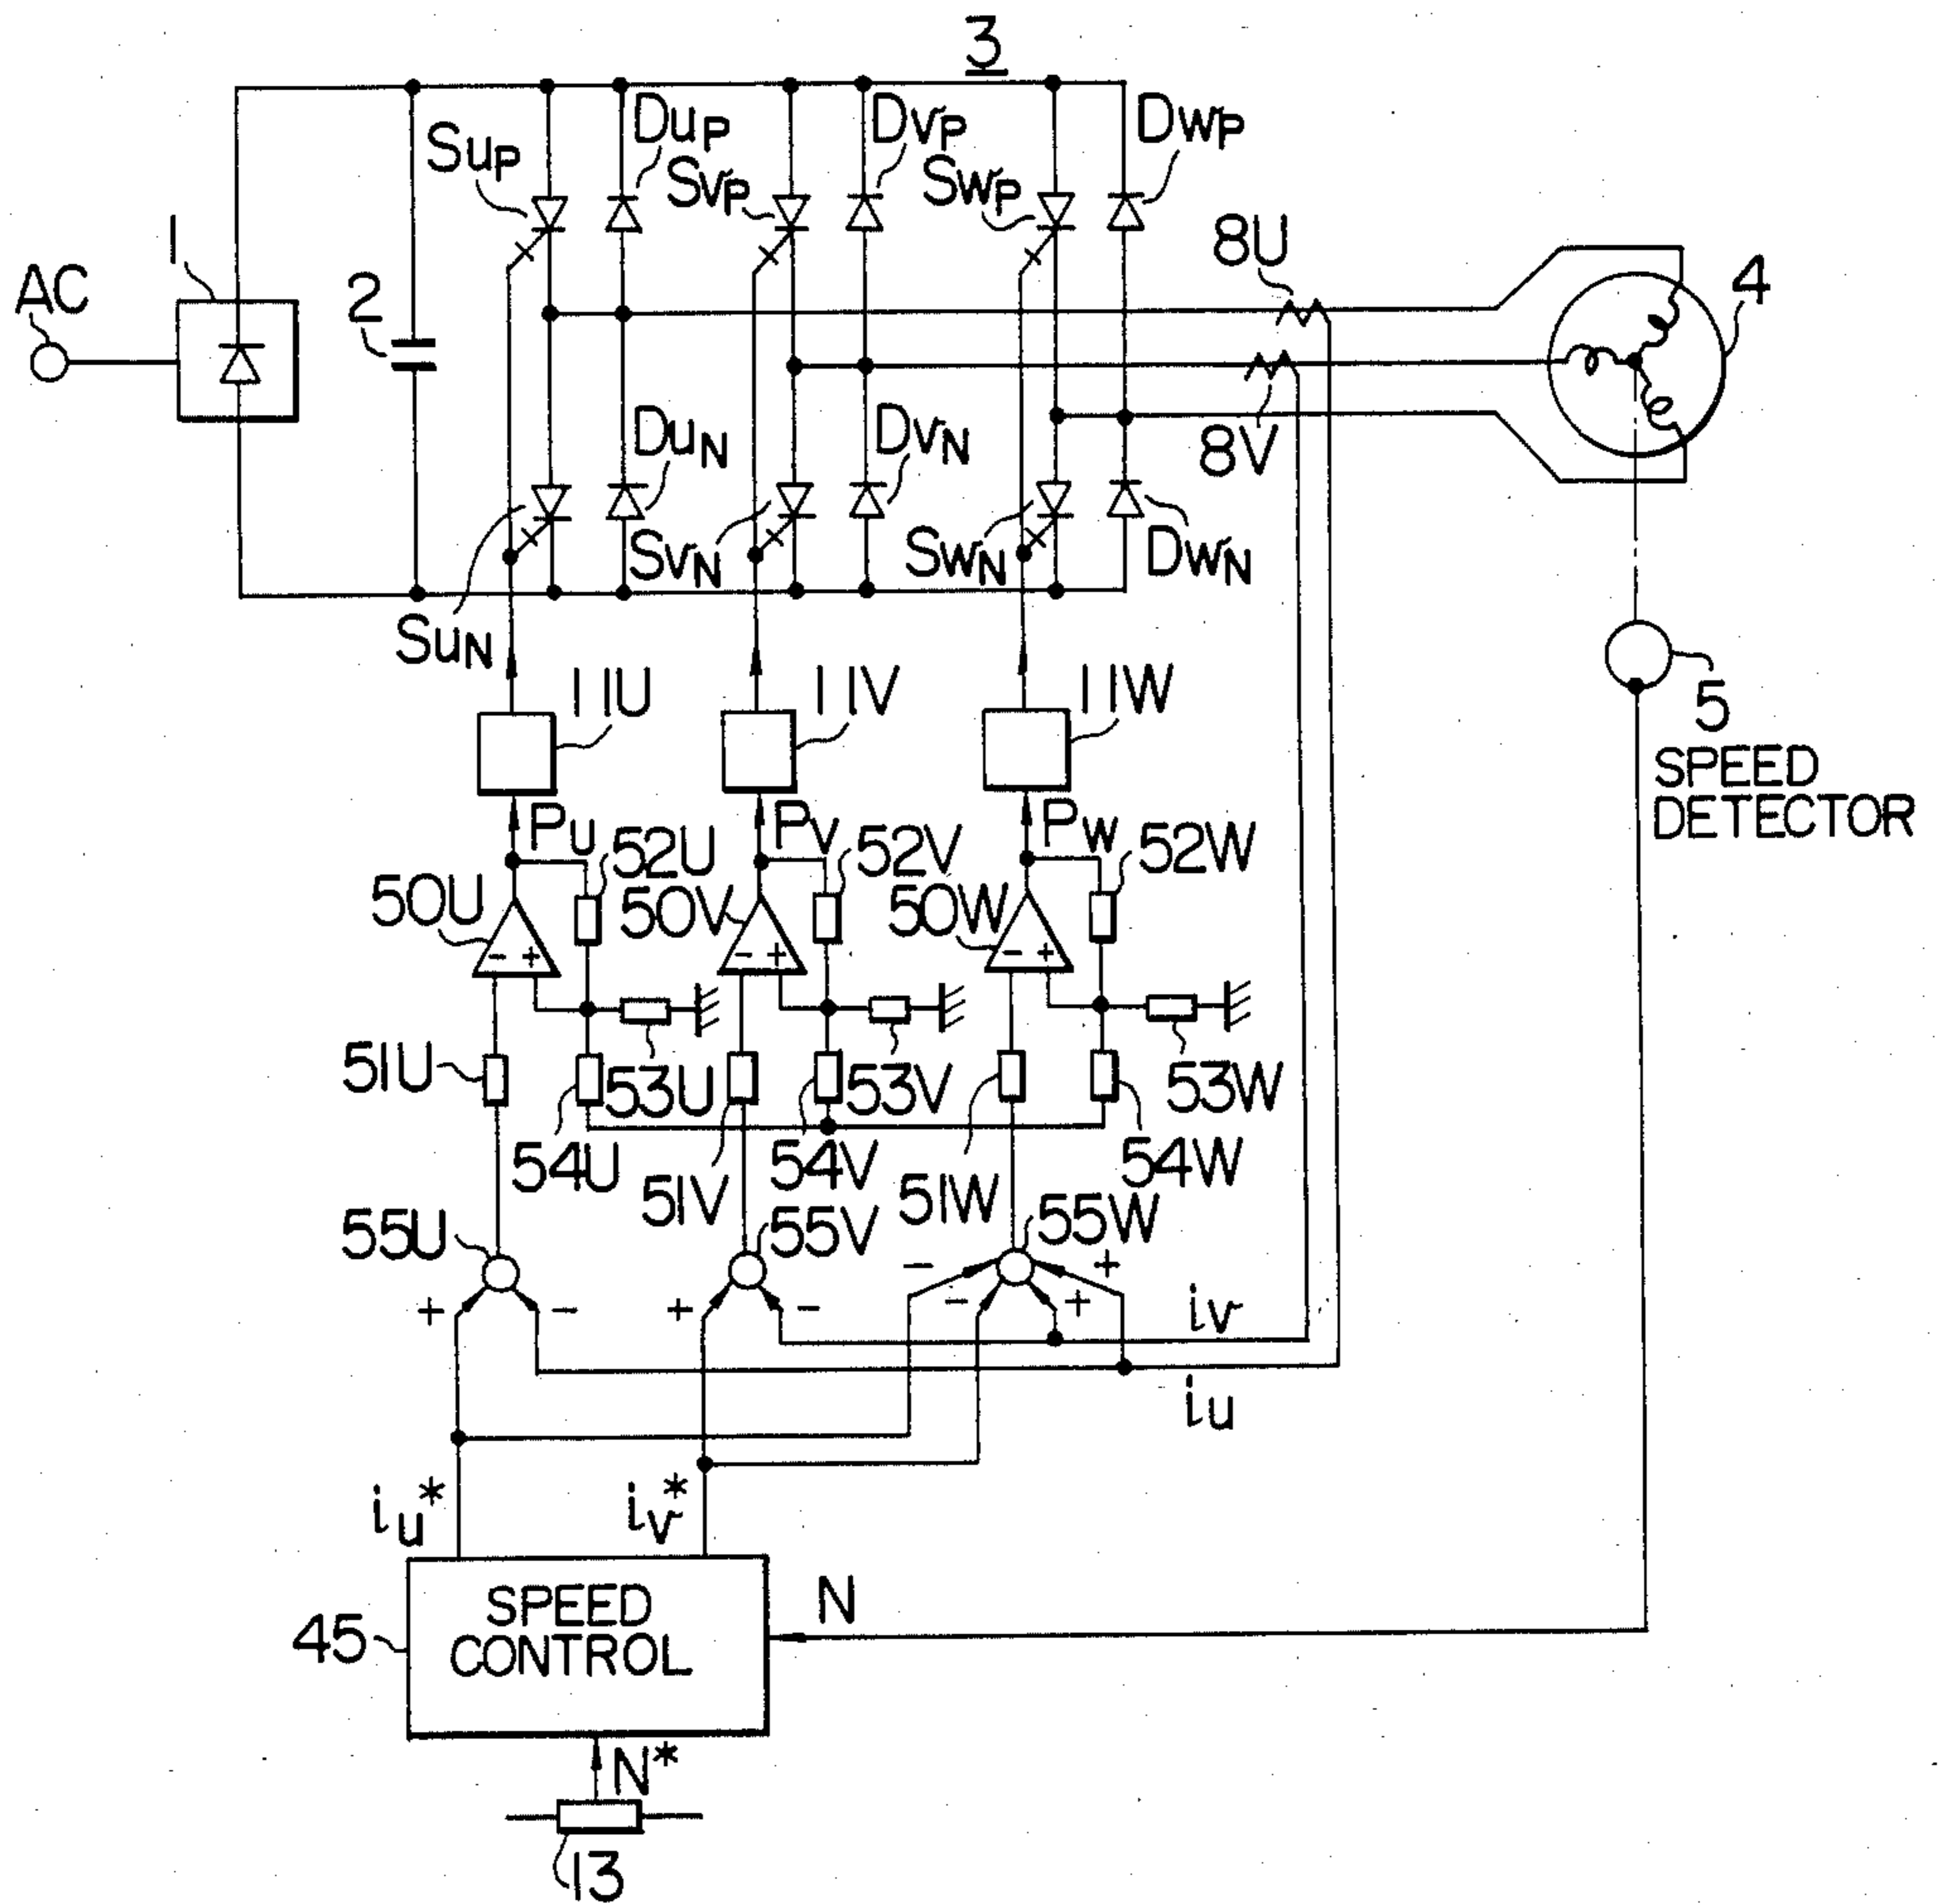 3
SuP
DuP
SvP
DvP
SwP
DwP
1
AC
2
8U
4
DuN
DvN
8V
SvN
SwN
DwN
SuN
11U
11V
11W
5
SPEED
DETECTOR
Pu
52U
Pv
52V
Pw
52W
50U
50V
50W
- +
- +
- +
51U
53U
53V
53W
54U
54V
54W
51V
51W
55U
55V
55W
- +
+ -
+ -
- +
iv
iu
iu*
iv*
N
45
SPEED
CONTROL
N*
13